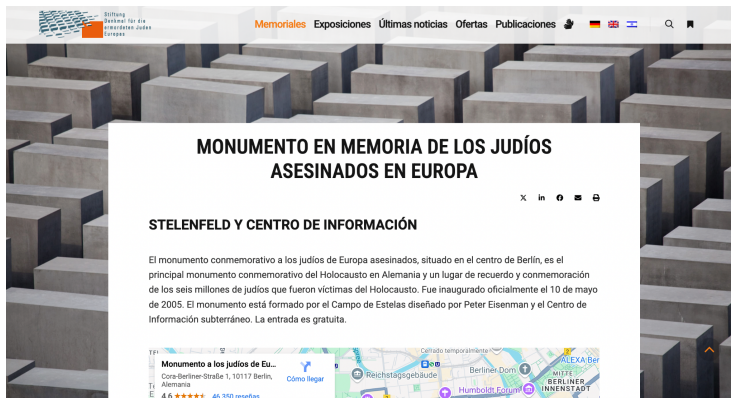 Stiftung
Denkmal für die
ermordeten Juden
Europas
Memoriales Exposiciones Últimas noticias Ofertas Publicaciones
MONUMENTO EN MEMORIA DE LOS JUDÍOS
ASESINADOS EN EUROPA
STELENFELD Y CENTRO DE INFORMACIÓN
El monumento conmemorativo a los judíos de Europa asesinados, situado en el centro de Berlín, es el
principal monumento conmemorativo del Holocausto en Alemania y un lugar de recuerdo y conmemoración
de los seis millones de judíos que fueron víctimas del Holocausto. Fue inaugurado oficialmente el 10 de mayo
de 2005. El monumento está formado por el Campo de Estelas diseñado por Peter Eisenman y el Centro de
Información subterráneo. La entrada es gratuita.
Cerrado temporalmente
Monumento a los judíos de Eu...
Cora-Berliner-Straße 1, 10117 Berlin,
Alemania
4,6 46.350 reseñas
Cómo llegar
Reichstagsgebäude
Berliner Dom
ALEXA Ber
MITTE
BERLINER
INNENSTADT
Humboldt Forum